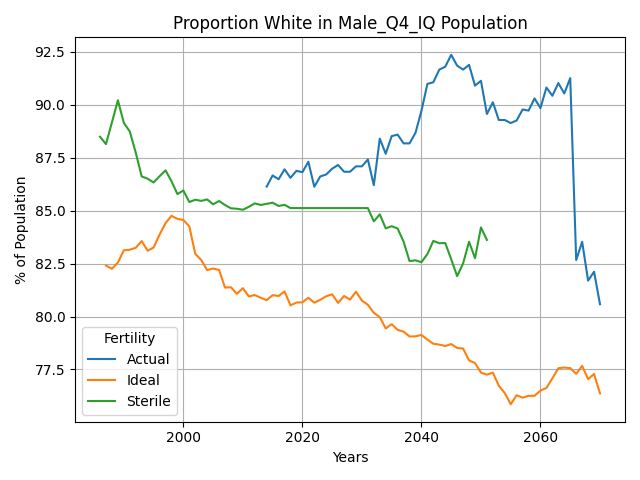 Proportion White in Male_Q4_IQ Population
% of Population
92.5
90.0
87.5
85.0
82.5
80.0
77.5
Fertility
Actual
Ideal
Sterile
2000
2020
2040
2060
Years